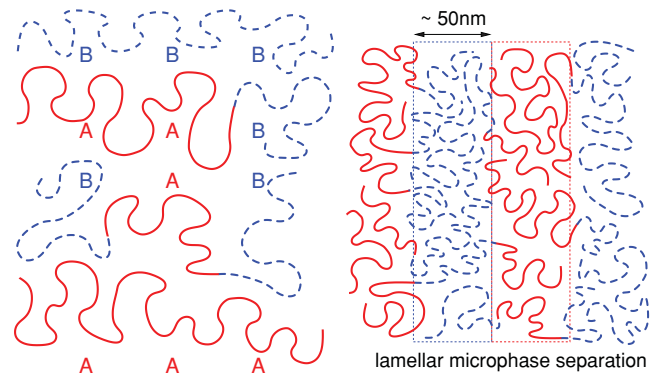 ~ 50nm
B B B
A A B
B A B
A A A
lamellar microphase separation